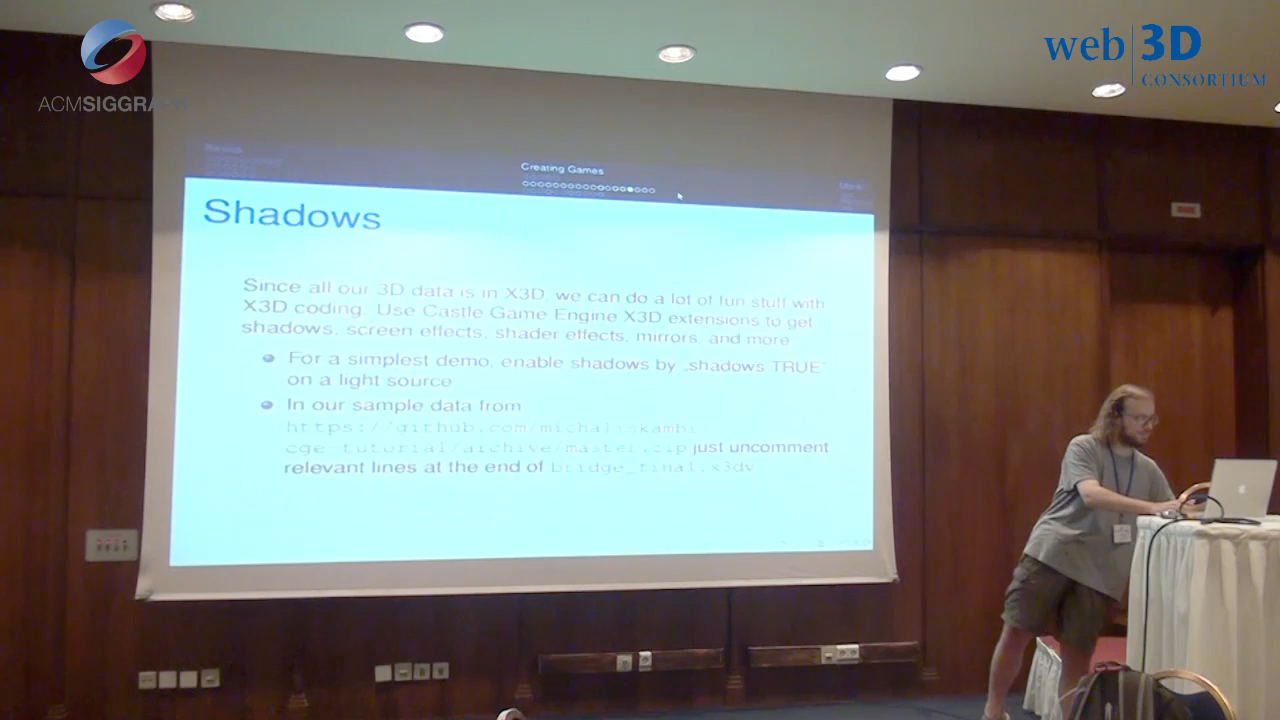 ACMSIGGRAPH
web 3D
CONSORTIUM
Basics
Creating Games
Shadows
Since all our 3D data is in X3D, we can do a lot of fun stuff with
X3D coding. Use Castle Game Engine X3D extensions to get
shadows, screen effects, shader effects, mirrors, and more
For a simplest demo, enable shadows by „shadows TRUE"
on a light source
In our sample data from
https://github.com/michaliskambi/
cge-tutorial/archive/master.zip just uncomment
relevant lines at the end of bridge_final.x3dv